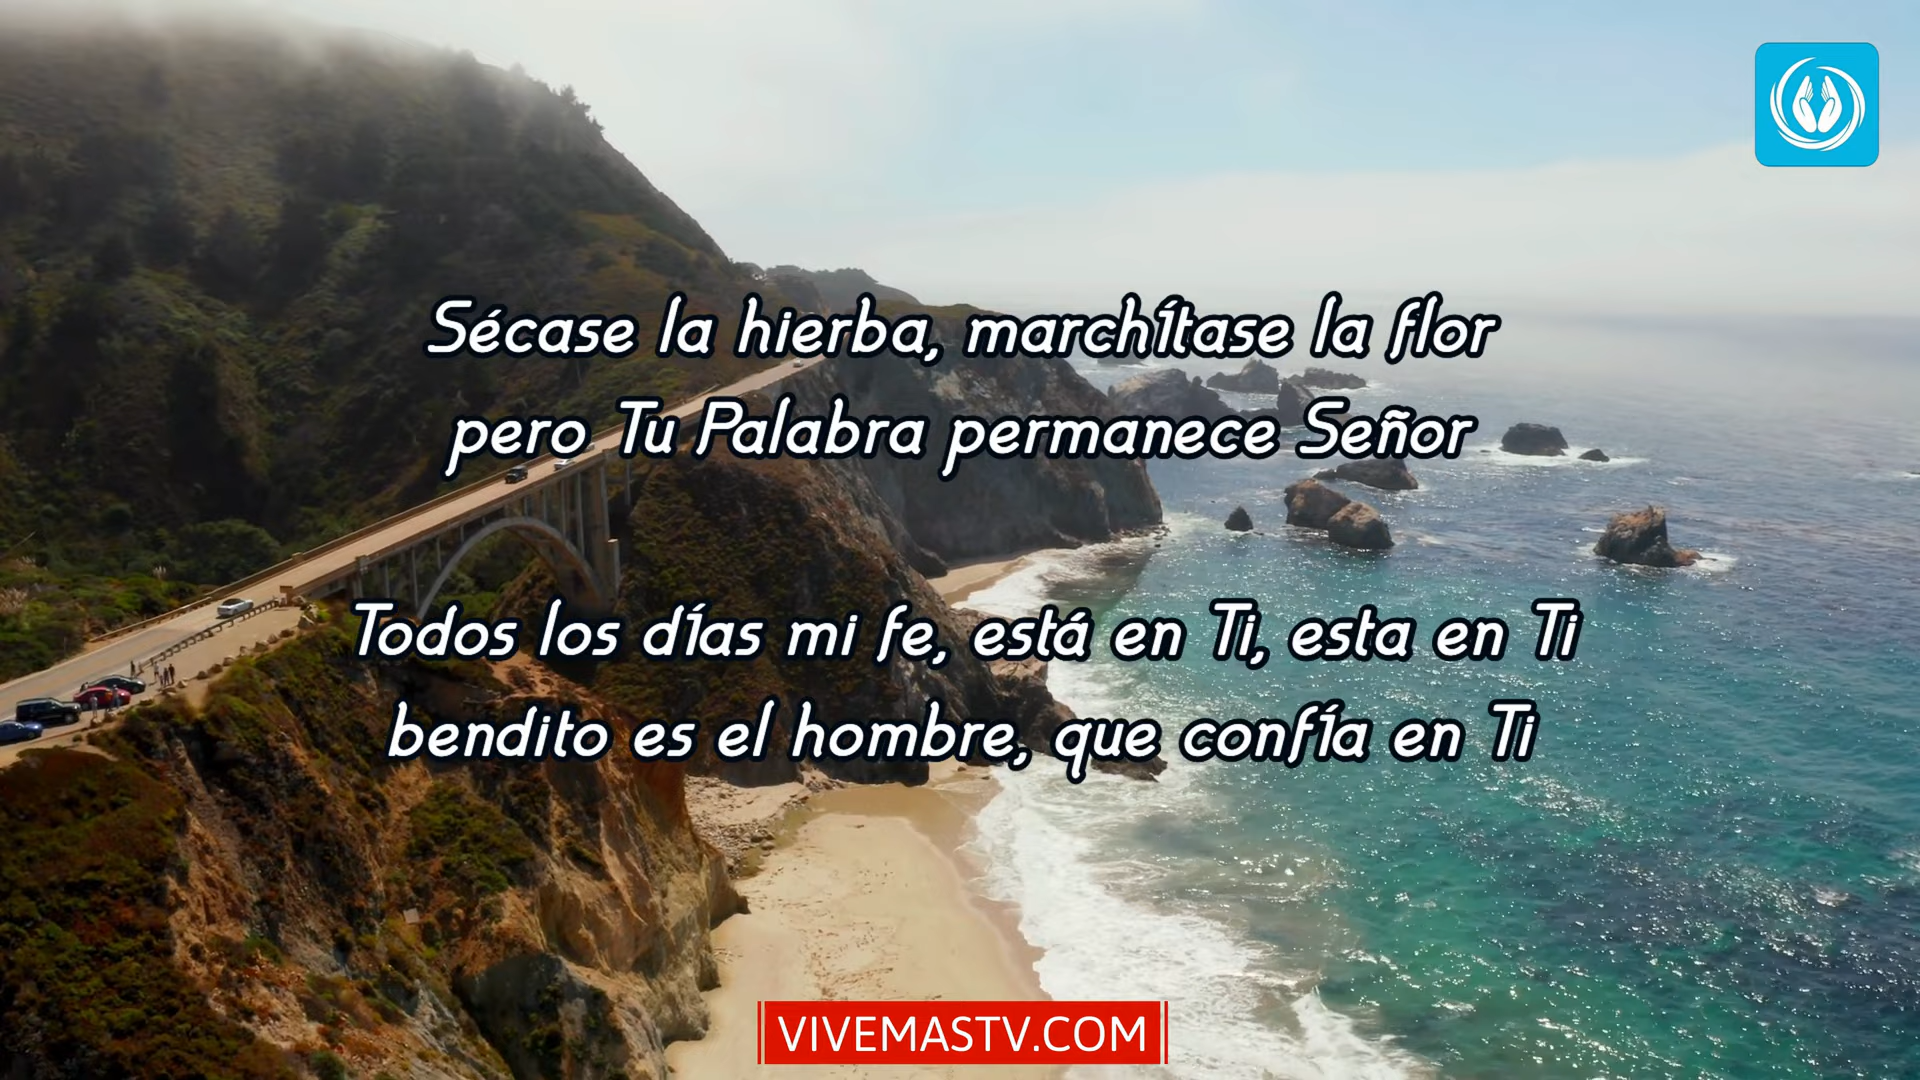 Sécase la hierba, marchítase la flor
pero Tu Palabra permanece Señor
Todos los días mi fe, está en Ti, esta en Ti
bendito es el hombre, que confía en Ti
VIVEMASTV.COM